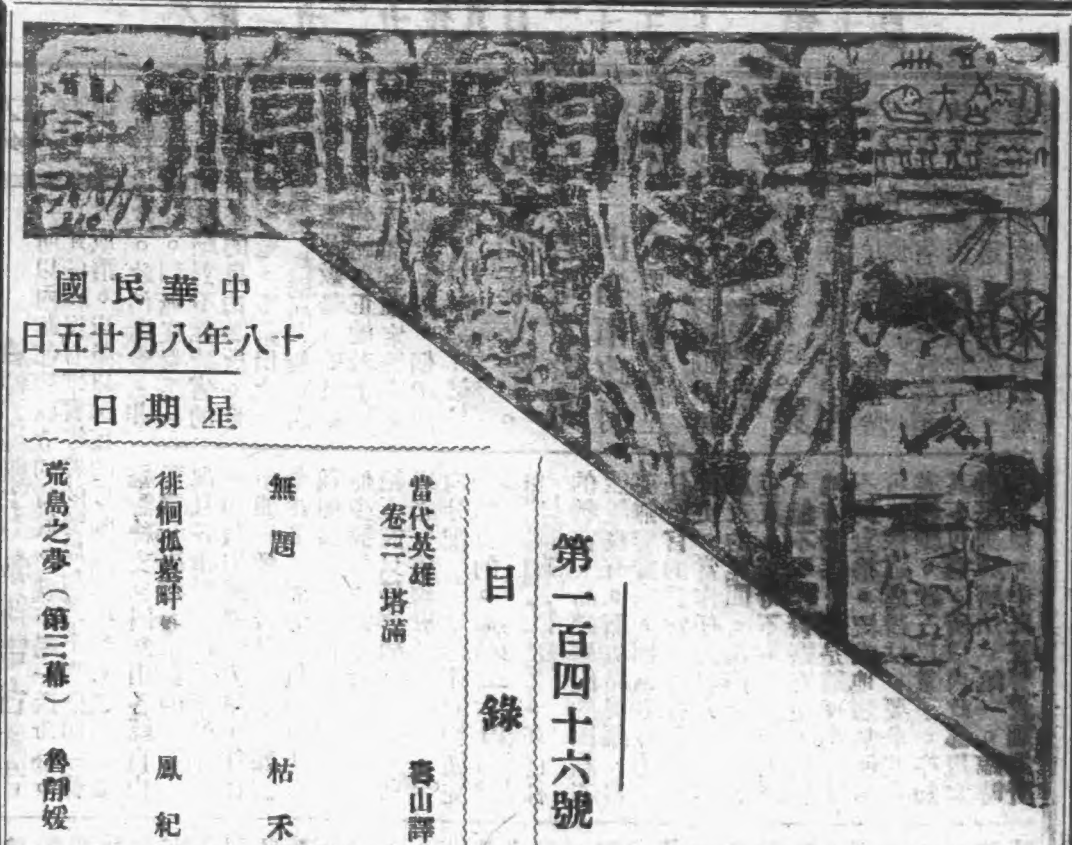 華北日報副刊
中華民國
十八年八月廿五日
星期日
第一百四十六號
目錄
當代英雄
卷三 塔滿
山譯
無題 枯禾
徘徊孤墓畔 鳳紀
荒島之夢（第三幕） 魯靜媛